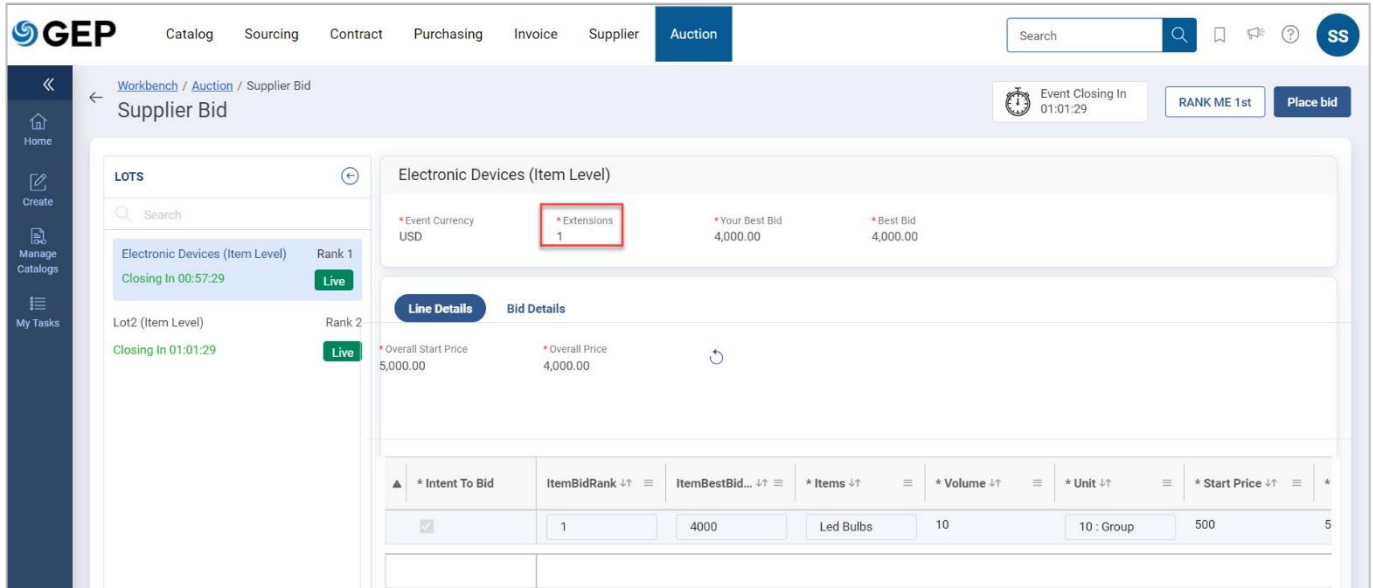 GEP
Catalog Sourcing Contract Purchasing Invoice Supplier Auction
Search
SS
Workbench / Auction / Supplier Bid
Supplier Bid
Event Closing In
01:01:29
RANK ME 1st
Place bid
Home
Create
Manage
Catalogs
My Tasks
LOTS
Search
Electronic Devices (Item Level) Rank 1
Closing In 00:57:29 Live
Lot2 (Item Level) Rank 2
Closing In 01:01:29 Live
Electronic Devices (Item Level)
* Event Currency * Extensions * Your Best Bid * Best Bid
USD 1 4,000.00 4,000.00
Line Details Bid Details
* Overall Start Price * Overall Price
5,000.00 4,000.00
* Intent To Bid ItemBidRank ItemBestBid... * Items * Volume * Unit * Start Price *
1 4000 Led Bulbs 10 10 : Group 500 5